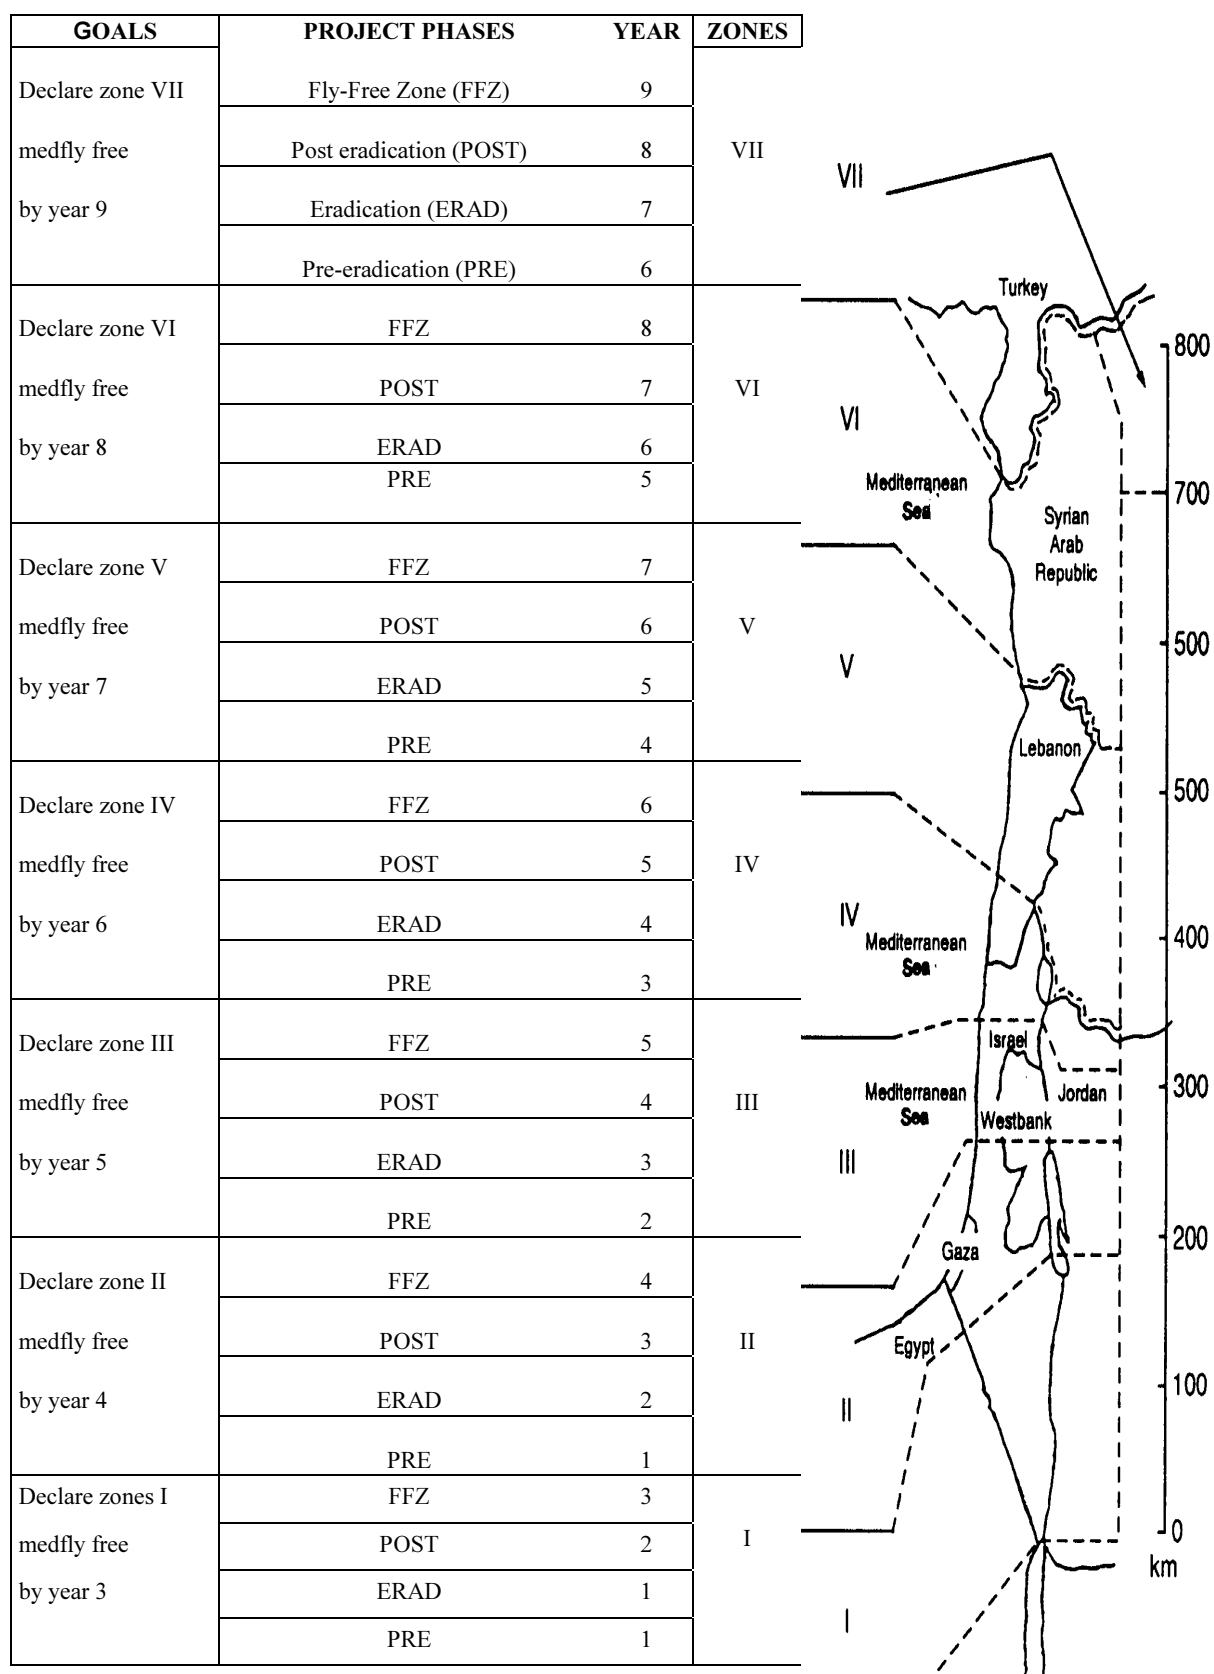 GOALS PROJECT PHASES YEAR ZONES
Declare zone VII Fly-Free Zone (FFZ) 9
medfly free Post eradication (POST) 8 VII
by year 9 Eradication (ERAD) 7
Pre-eradication (PRE) 6
Declare zone VI FFZ 8
medfly free POST 7 VI
by year 8 ERAD 6
PRE 5
Declare zone V FFZ 7
medfly free POST 6 V
by year 7 ERAD 5
PRE 4
Declare zone IV FFZ 6
medfly free POST 5 IV
by year 6 ERAD 4
PRE 3
Declare zone III FFZ 5
medfly free POST 4 III
by year 5 ERAD 3
PRE 2
Declare zone II FFZ 4
medfly free POST 3 II
by year 4 ERAD 2
PRE 1
Declare zones I FFZ 3
medfly free POST 2 I
by year 3 ERAD 1
PRE 1
VII
Turkey
800
VI
Mediterranean
Sea
700
Syrian
Arab
Republic
500
V
Lebanon
500
IV
Mediterranean
Sea
400
Israel
300
Mediterranean
Sea
Jordan
Westbank
III
200
Gaza
Egypt
100
II
0
km
I